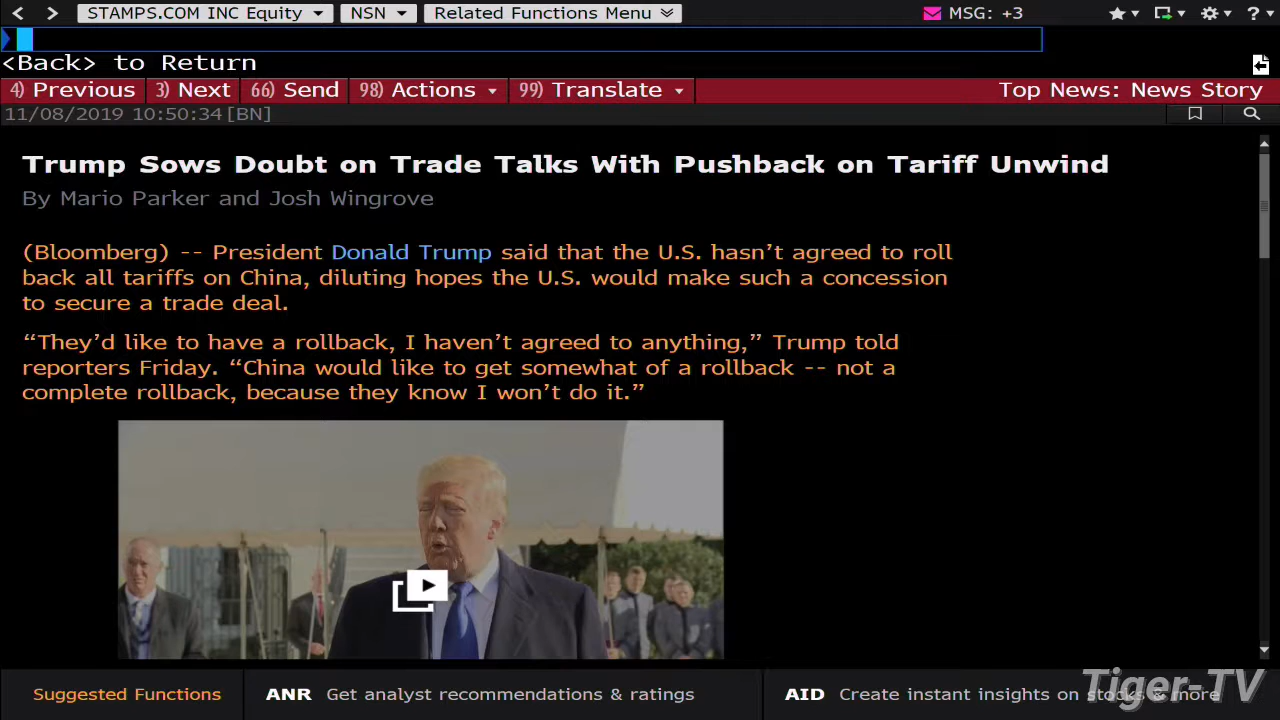 STAMPS.COM INC Equity NSN Related Functions Menu MSG: +3 ?
<Back> to Return
4) Previous 3) Next 66) Send 98) Actions 99) Translate Top News: News Story
11/08/2019 10:50:34[BN]
Trump Sows Doubt on Trade Talks With Pushback on Tariff Unwind
By Mario Parker and Josh Wingrove
(Bloomberg) -- President Donald Trump said that the U.S. hasn’t agreed to roll
back all tariffs on China, diluting hopes the U.S. would make such a concession
to secure a trade deal.
“They’d like to have a rollback, I haven’t agreed to anything,” Trump told
reporters Friday. “China would like to get somewhat of a rollback -- not a
complete rollback, because they know I won’t do it.”
Suggested Functions ANR Get analyst recommendations & ratings AID Create instant insights on stocks & more
Tiger-TV